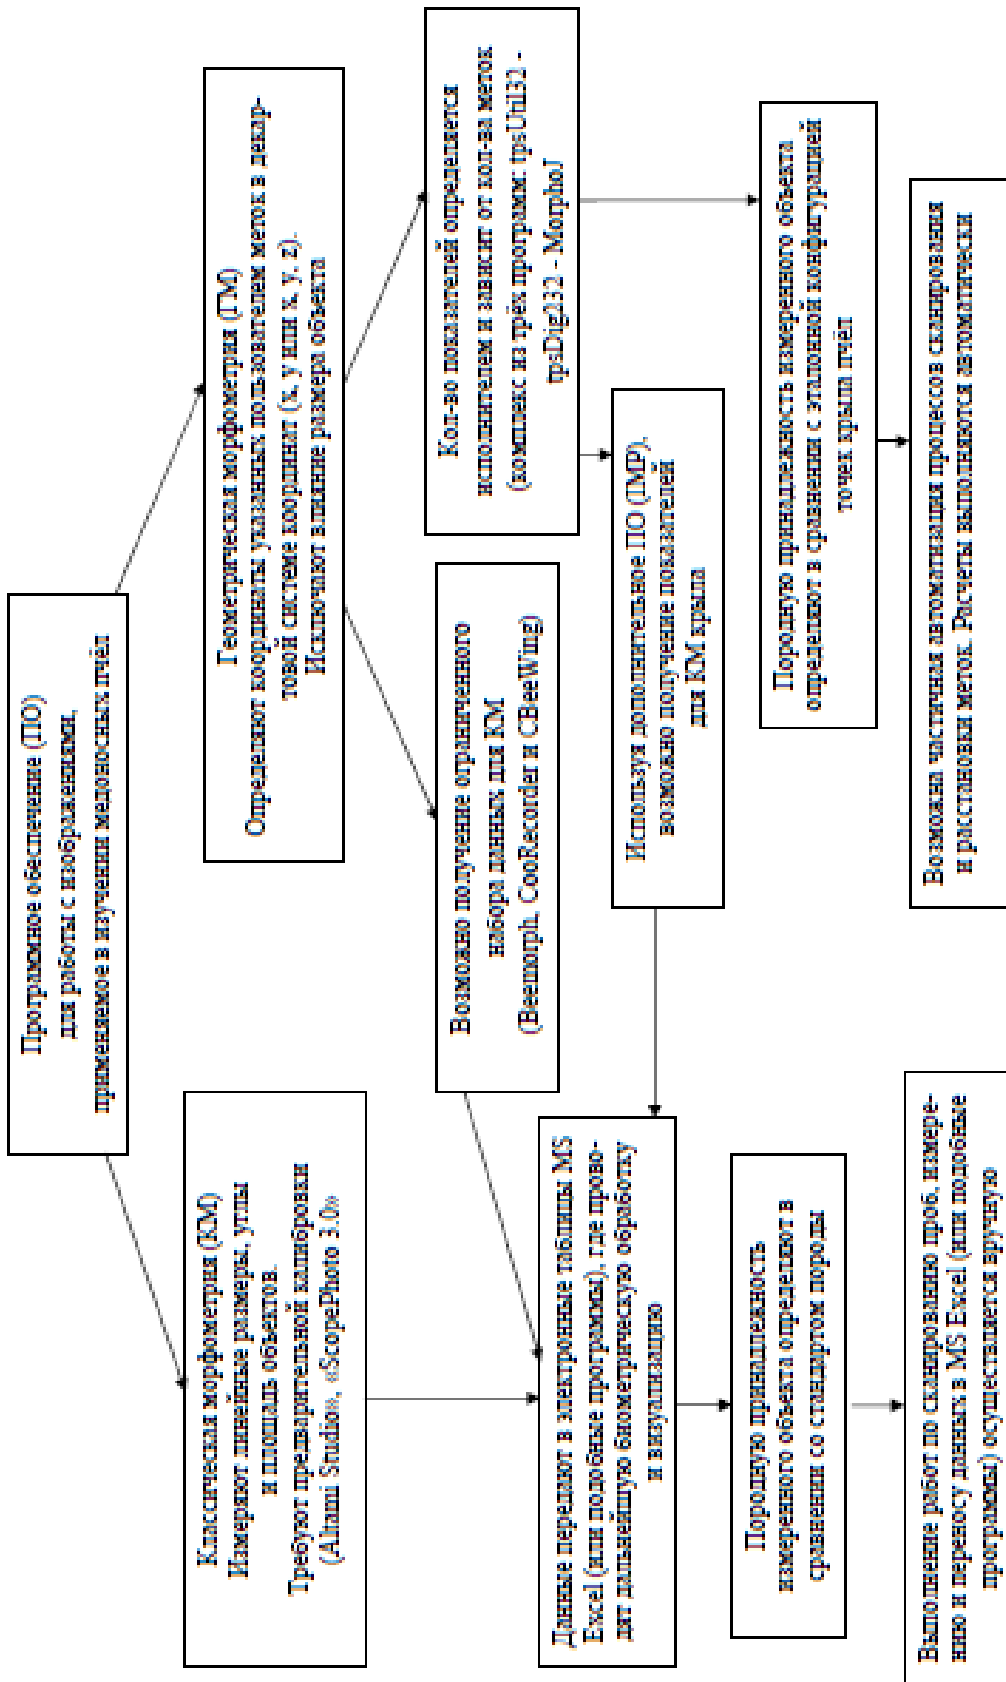 Программное обеспечение (ПО)
для работы с изображениями,
применяемое в изучении медоносных пчёл
Классическая морфометрия (КМ)
Измеряют линейные размеры, углы
и площадь объектов.
Требуют предварительной калибровки
(Altami Studio», «ScopePhoto 3.0»
Геометрическая морфометрия (ГМ)
Определяют координаты указанных пользователем меток в декар-
товой системе координат (x, y или x, y, z).
Исключают влияние размера объекта
Возможно получение ограниченного
набора данных для КМ
(Beemorph, CooRecorder и CBeeWing)
Кол-во показателей определяется
исполнителем и зависит от кол-ва меток
(комплекс из трёх программ: tpsUtil32 -
tpsDig232 - MorphoJ
Используя дополнительное ПО (IMP),
возможно получение показателей
для КМ крыла
Данные передают в электронные таблицы MS
Excel (или подобные программы), где прово-
дят дальнейшую биометрическую обработку
и визуализацию
Породную принадлежность
измеренного объекта определяют в
сравнении со стандартом породы
Породную принадлежность измеренного объекта
определяют в сравнении с эталонной конфигурацией
точек крыла пчёл
Выполнение работ по сканированию проб, измере-
нию и переносу данных в MS Excel (или подобные
программы) осуществляется вручную
Возможна частичная автоматизация процессов сканирования
и расстановки меток. Расчеты выполняются автоматически